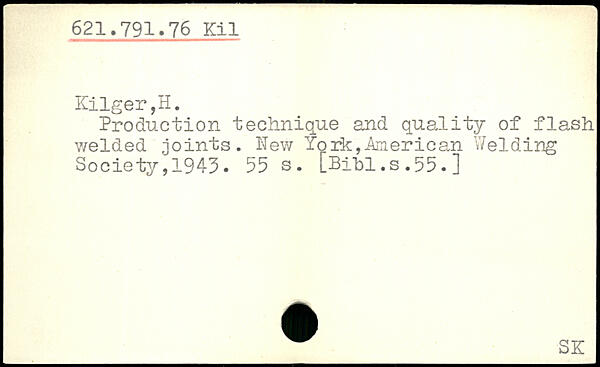 621.791.76 Kil
Kilger,H.
Production technique and quality of flash
welded joints. New York,American Welding
Society,1943. 55 s. [Bibl.s.55.]
SK